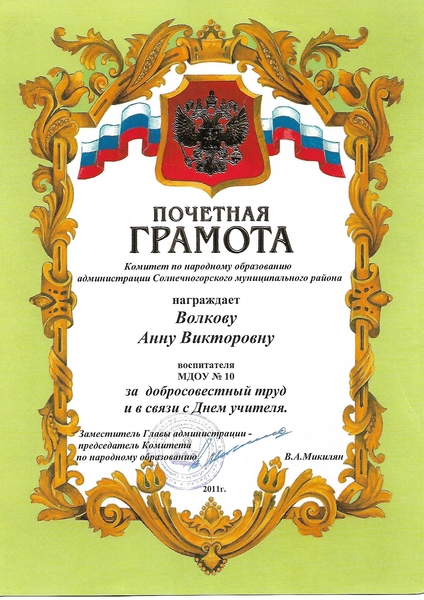 ПОЧЕТНАЯ
ГРАМОТА
Комитет по народному образованию
администрации Солнечногорского муниципального района
награждает
Волкову
Анну Викторовну
воспитателя
МДОУ № 10
за добросовестный труд
и в связи с Днем учителя.
Заместитель Главы администрации -
председатель Комитета
по народному образованию В.А.Микилян
2011г.